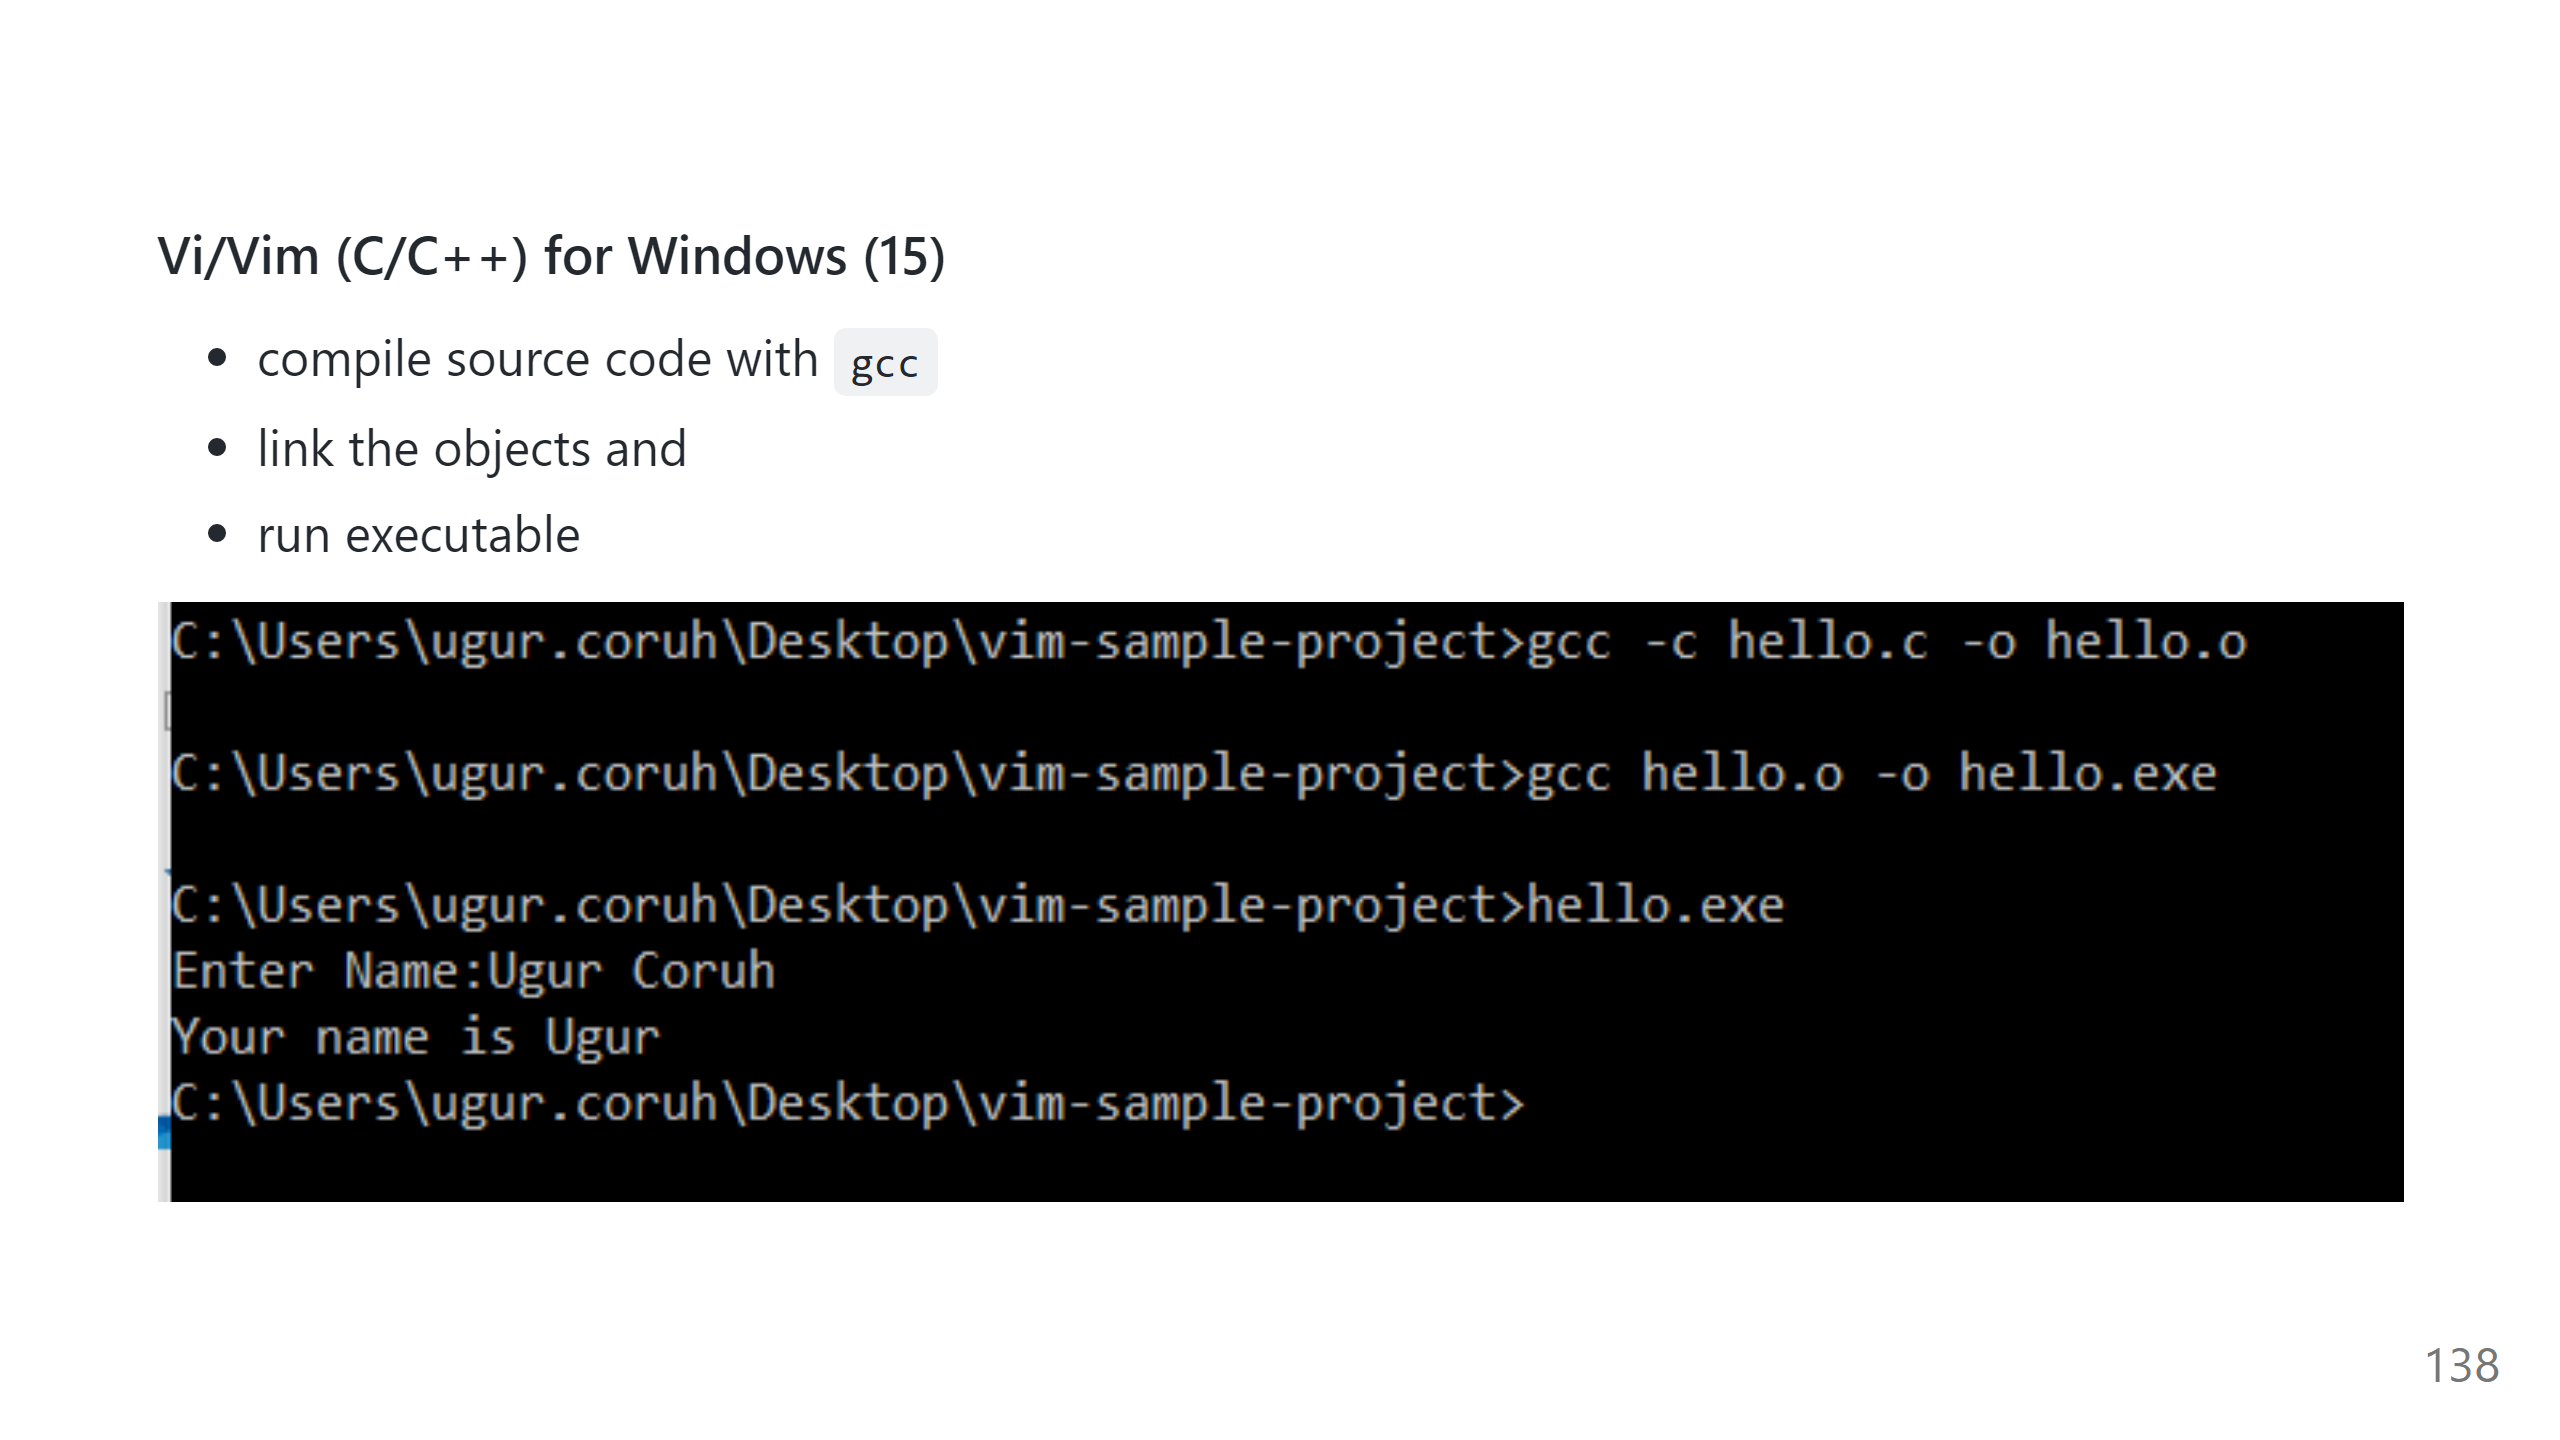 Vi/Vim (C/C++) for Windows (15)
• compile source code with gcc
• link the objects and
• run executable
C:\Users\ugur.coruh\Desktop\vim-sample-project>gcc -c hello.c -o hello.o
C:\Users\ugur.coruh\Desktop\vim-sample-project>gcc hello.o -o hello.exe
C:\Users\ugur.coruh\Desktop\vim-sample-project>hello.exe
Enter Name:Ugur Coruh
Your name is Ugur
C:\Users\ugur.coruh\Desktop\vim-sample-project>
138